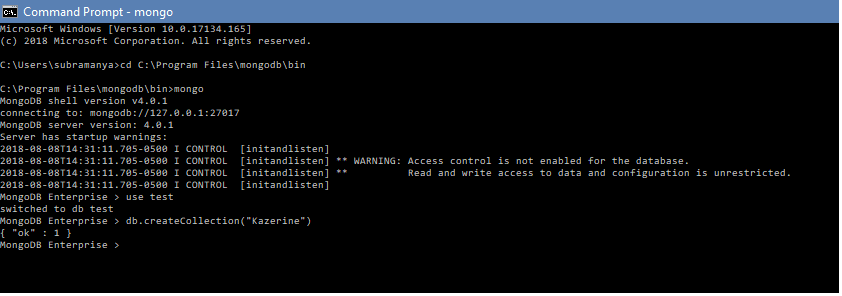 C:\. Command Prompt - mongo
Microsoft Windows [Version 10.0.17134.165]
(c) 2018 Microsoft Corporation. All rights reserved.
C:\Users\subramanya>cd C:\Program Files\mongodb\bin
C:\Program Files\mongodb\bin>mongo
MongoDB shell version v4.0.1
connecting to: mongodb://127.0.0.1:27017
MongoDB server version: 4.0.1
Server has startup warnings:
2018-08-08T14:31:11.705-0500 I CONTROL  [initandlisten]
2018-08-08T14:31:11.705-0500 I CONTROL  [initandlisten] ** WARNING: Access control is not enabled for the database.
2018-08-08T14:31:11.705-0500 I CONTROL  [initandlisten] **          Read and write access to data and configuration is unrestricted.
2018-08-08T14:31:11.705-0500 I CONTROL  [initandlisten]
MongoDB Enterprise > use test
switched to db test
MongoDB Enterprise > db.createCollection("Kazerine")
{ "ok" : 1 }
MongoDB Enterprise >